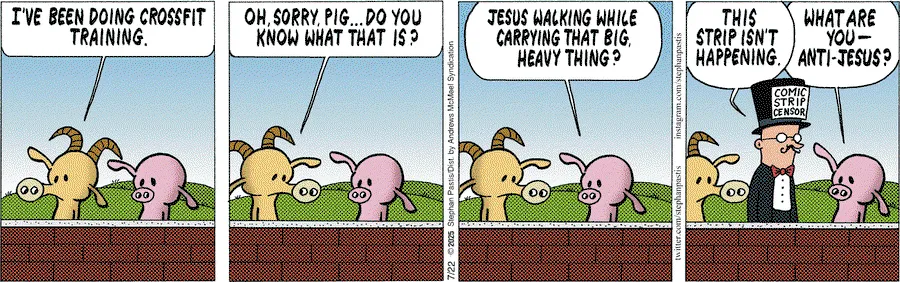 I'VE BEEN DOING CROSSFIT
TRAINING.
OH, SORRY, PIG... DO YOU
KNOW WHAT THAT IS?
7/22 © 2025 Stephan Pastis/Dist. by Andrews McMeel Syndication
JESUS WALKING WHILE
CARRYING THAT BIG,
HEAVY THING?
twitter.com/stephanpastis instagram.com/stephanpastis
THIS
STRIP ISN'T
HAPPENING.
COMIC
STRIP
CENSOR
WHAT ARE
YOU—
ANTI-JESUS?